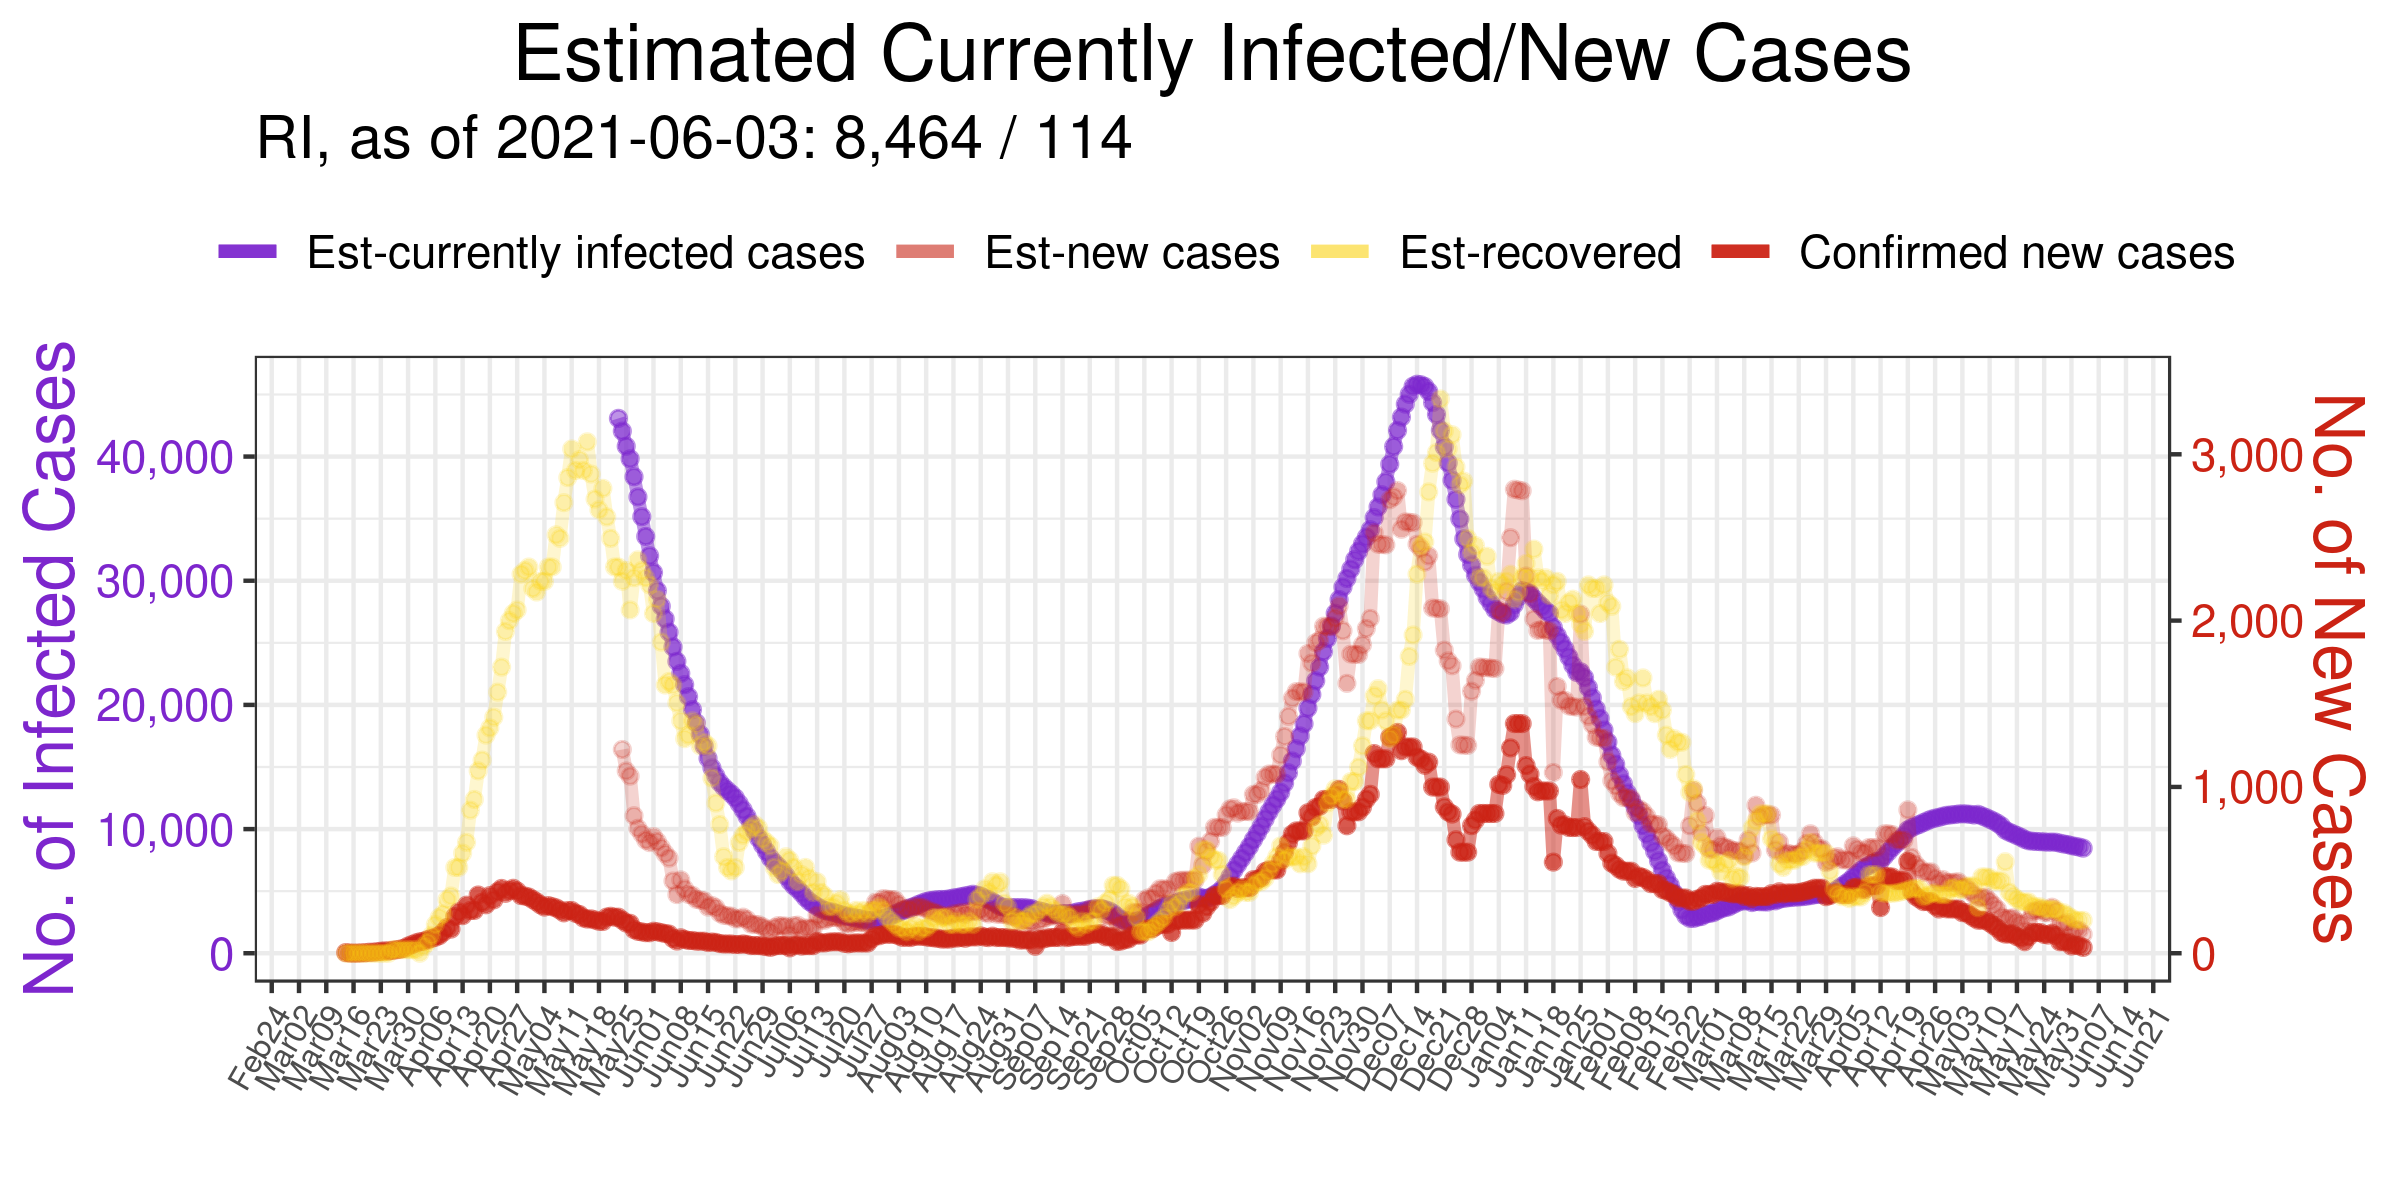 Estimated Currently Infected/New Cases
RI, as of 2021-06-03: 8,464 / 114
Est-currently infected cases
Est-new cases
Est-recovered
Confirmed new cases
No. of Infected Cases
40,000
30,000
20,000
10,000
0
3,000
2,000
1,000
0
No. of New Cases
Feb24
Mar02
Mar09
Mar16
Mar23
Mar30
Apr06
Apr13
Apr20
Apr27
May04
May11
May18
May25
Jun01
Jun08
Jun15
Jun22
Jun29
Jul06
Jul13
Jul20
Jul27
Aug03
Aug10
Aug17
Aug24
Aug31
Sep07
Sep14
Sep21
Sep28
Oct05
Oct12
Oct19
Oct26
Nov02
Nov09
Nov16
Nov23
Nov30
Dec07
Dec14
Dec21
Dec28
Jan04
Jan11
Jan18
Jan25
Feb01
Feb08
Feb15
Feb22
Mar01
Mar08
Mar15
Mar22
Mar29
Apr05
Apr12
Apr19
Apr26
May03
May10
May17
May24
May31
Jun07
Jun14
Jun21